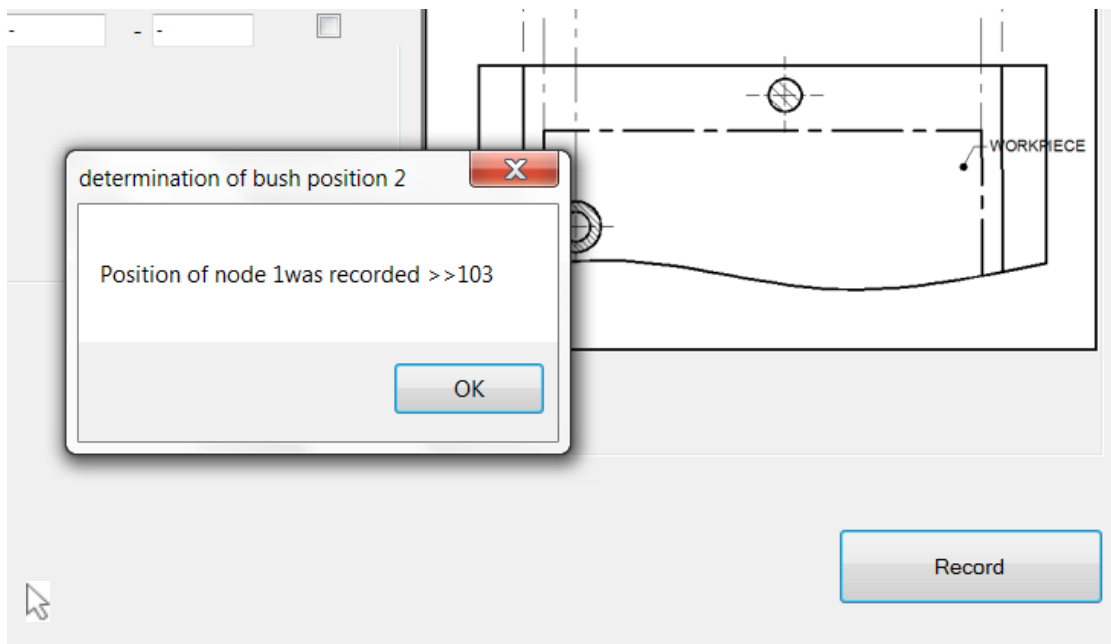 - - -
WORKPIECE
determination of bush position 2
Position of node 1was recorded >>103
OK
Record